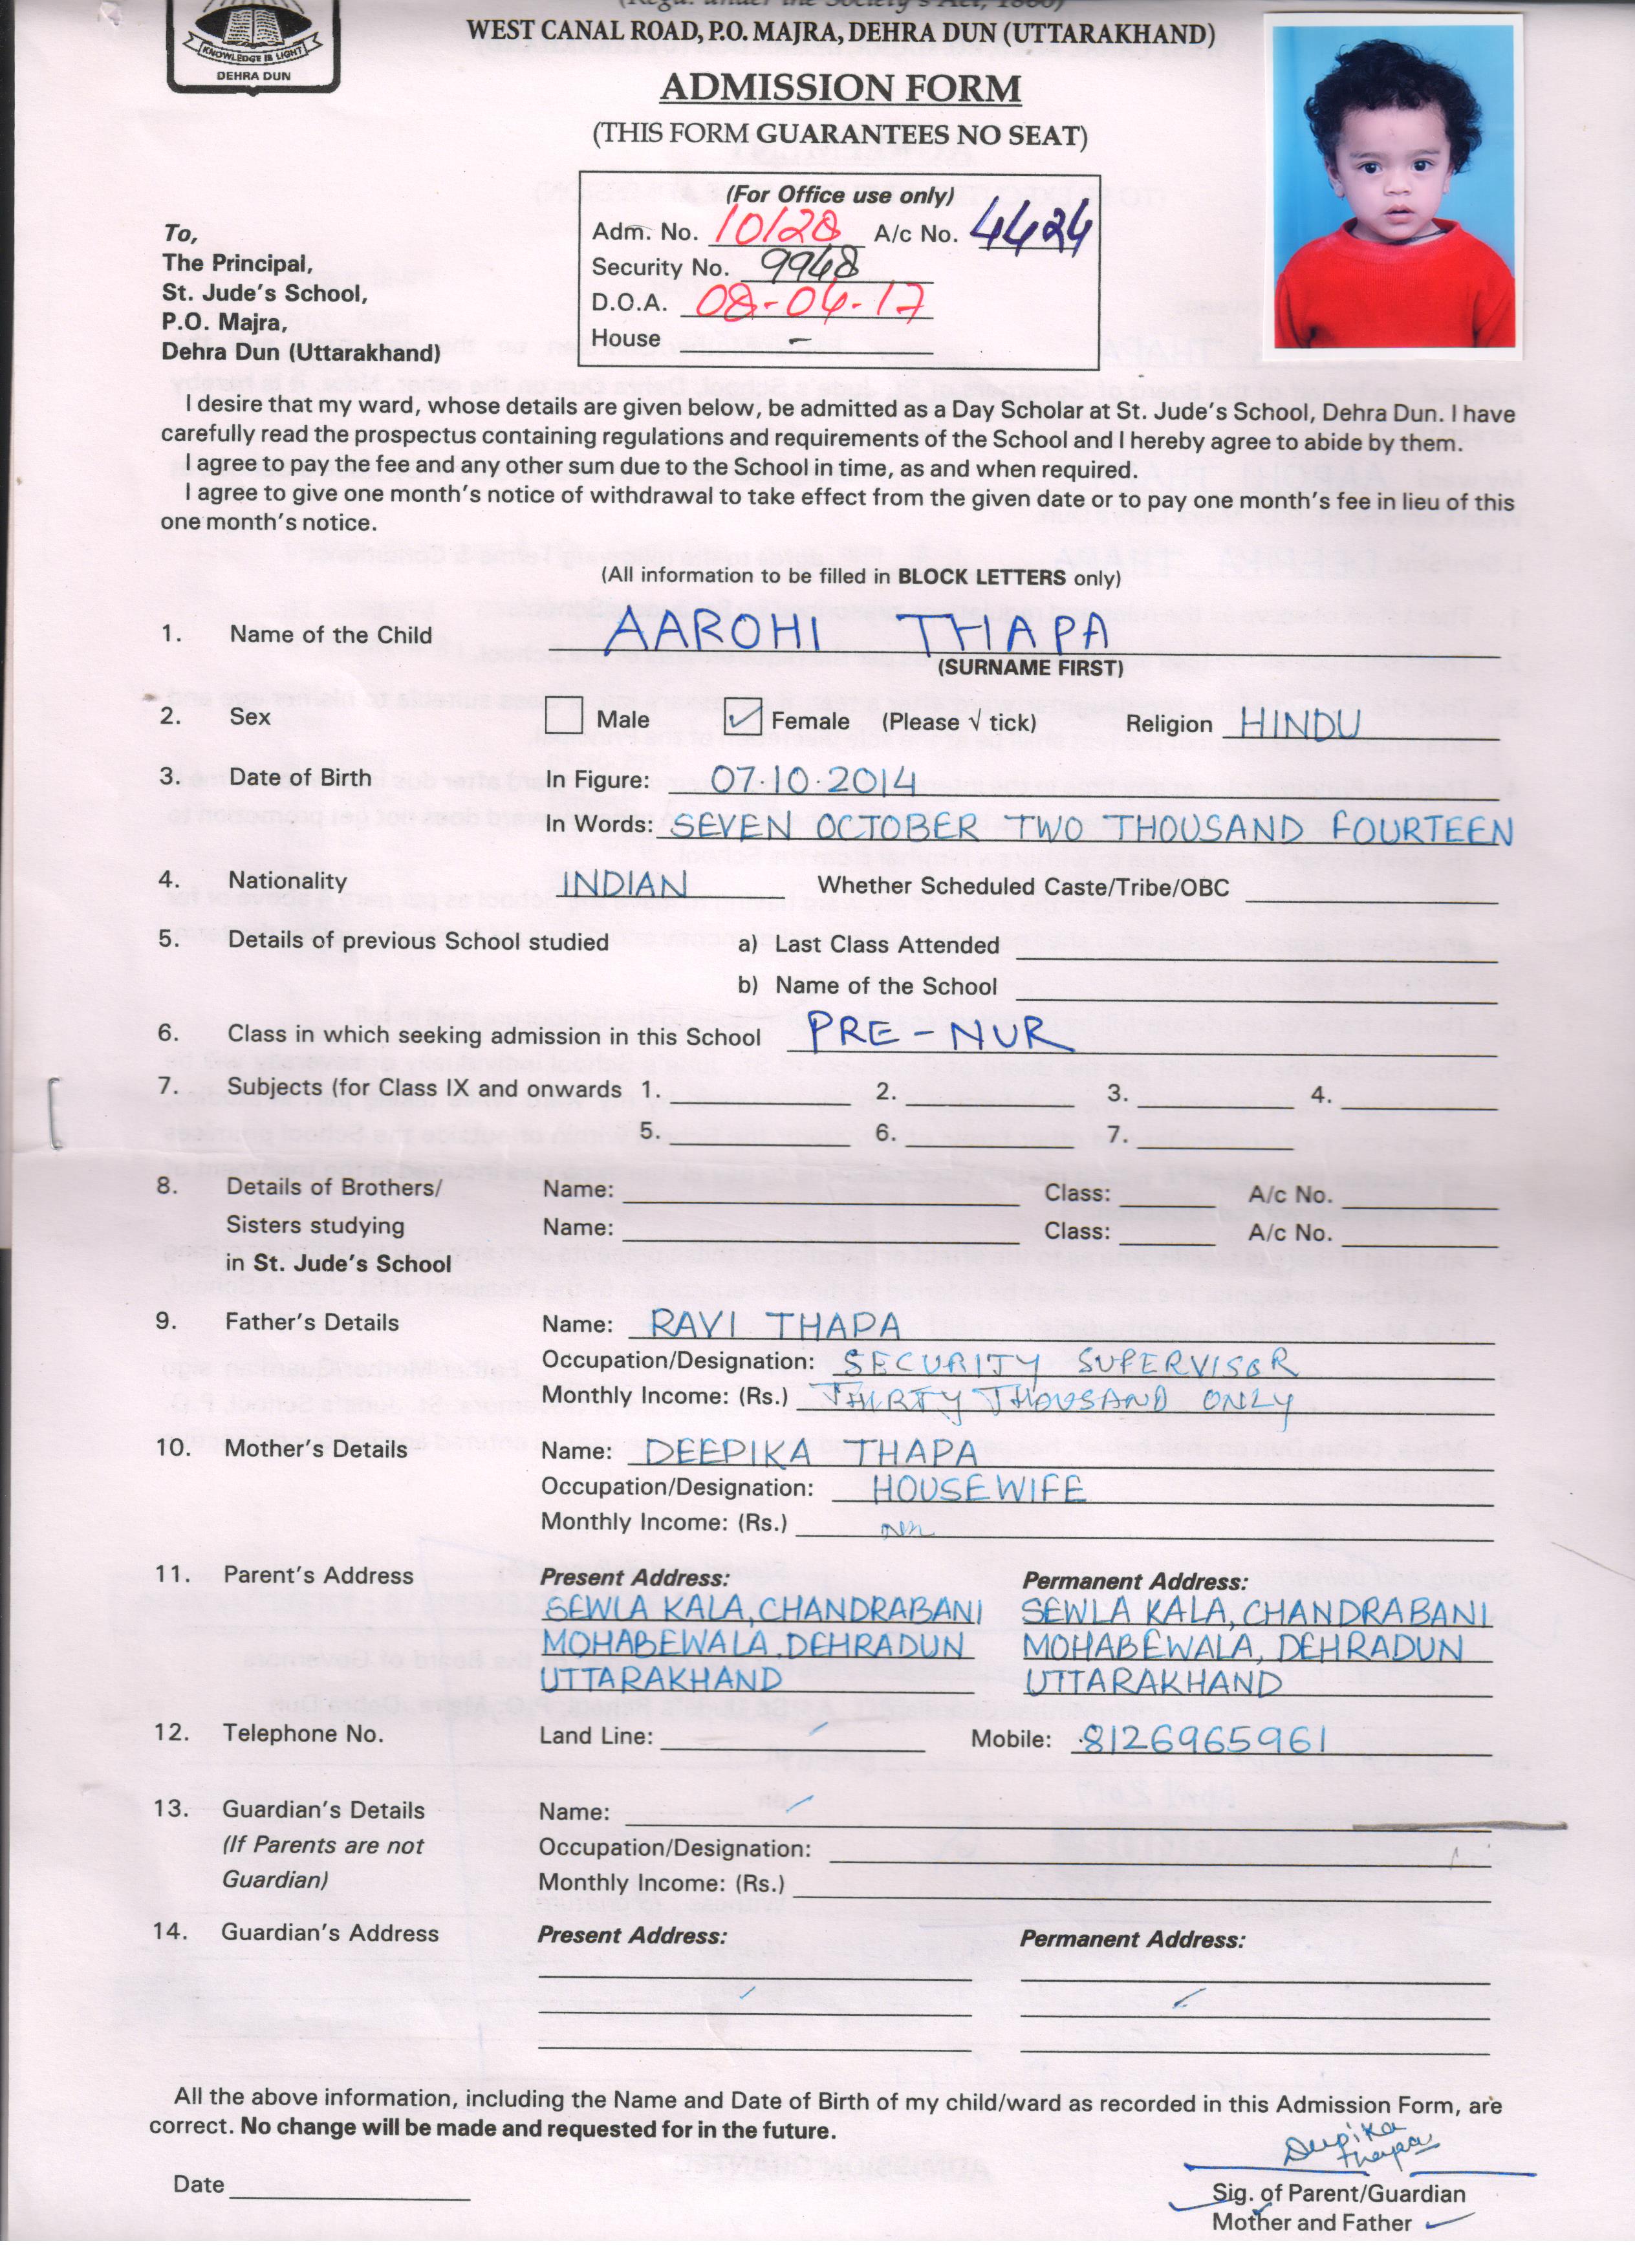 (Regd. under the Society's Act, 1860)
WEST CANAL ROAD, P.O. MAJRA, DEHRA DUN (UTTARAKHAND)
KNOWLEDGE IS LIGHT
DEHRA DUN
ADMISSION FORM
(THIS FORM GUARANTEES NO SEAT)
(For Office use only)
Adm. No. 10128 A/c No. 4424
Security No. 9948
D.O.A. 08-04-17
House -
To,
The Principal,
St. Jude's School,
P.O. Majra,
Dehra Dun (Uttarakhand)
I desire that my ward, whose details are given below, be admitted as a Day Scholar at St. Jude's School, Dehra Dun. I have
carefully read the prospectus containing regulations and requirements of the School and I hereby agree to abide by them.
I agree to pay the fee and any other sum due to the School in time, as and when required.
I agree to give one month's notice of withdrawal to take effect from the given date or to pay one month's fee in lieu of this
one month's notice.
(All information to be filled in BLOCK LETTERS only)
1. Name of the Child AAROHI THAPA
(SURNAME FIRST)
2. Sex Male Female (Please √ tick) Religion HINDU
3. Date of Birth In Figure: 07.10.2014
In Words: SEVEN OCTOBER TWO THOUSAND FOURTEEN
4. Nationality INDIAN Whether Scheduled Caste/Tribe/OBC
5. Details of previous School studied a) Last Class Attended
b) Name of the School
6. Class in which seeking admission in this School PRE-NUR
7. Subjects (for Class IX and onwards 1. 2. 3. 4.
5. 6. 7.
8. Details of Brothers/ Name: Class: A/c No.
Sisters studying Name: Class: A/c No.
in St. Jude's School
9. Father's Details Name: RAVI THAPA
Occupation/Designation: SECURITY SUPERVISOR
Monthly Income: (Rs.) THIRTY THOUSAND ONLY
10. Mother's Details Name: DEEPIKA THAPA
Occupation/Designation: HOUSEWIFE
Monthly Income: (Rs.)
11. Parent's Address Present Address: Permanent Address:
SEWLA KALA, CHANDRABANI SEWLA KALA, CHANDRABANI
MOHABEWALA, DEHRADUN MOHABEWALA, DEHRADUN
UTTARAKHAND UTTARAKHAND
12. Telephone No. Land Line: Mobile: 8126965961
13. Guardian's Details Name:
(If Parents are not Occupation/Designation:
Guardian) Monthly Income: (Rs.)
14. Guardian's Address Present Address: Permanent Address:
All the above information, including the Name and Date of Birth of my child/ward as recorded in this Admission Form, are
correct. No change will be made and requested for in the future.
Deepika
Thapa
Date
Sig. of Parent/Guardian
Mother and Father